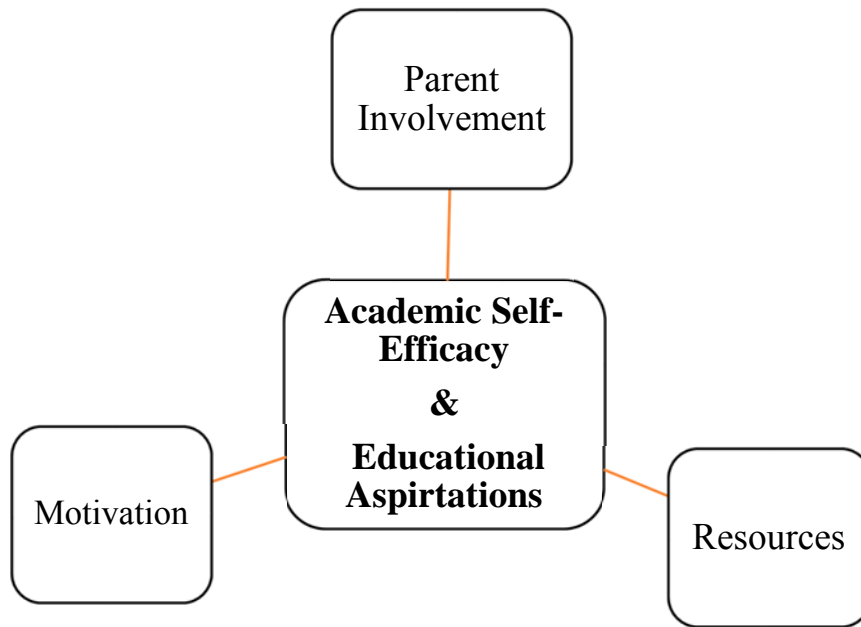 Parent
Involvement
Academic Self-
Efficacy
&
Educational
Aspirtations
Motivation
Resources